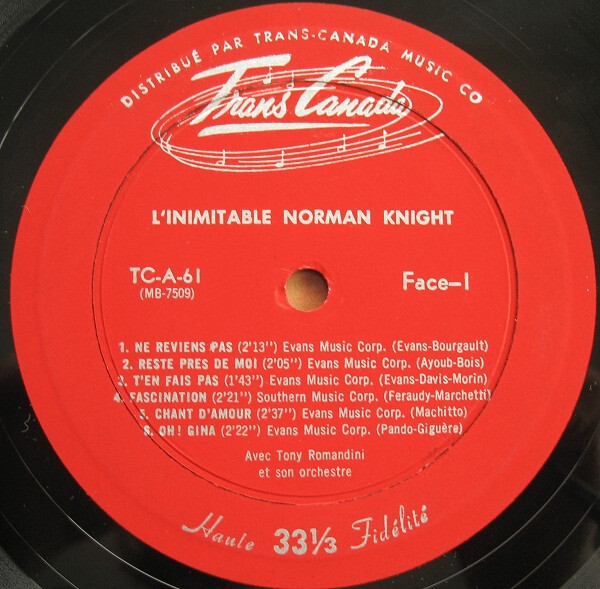 DISTRIBUÉ PAR TRANS-CANADA MUSIC CO
Trans Canada
L'INIMITABLE NORMAN KNIGHT
TC-A-61
(MB-7509)
Face-1
1. NE REVIENS PAS (2'13'') Evans Music Corp. (Evans-Bourgault)
2. RESTE PRES DE MOI (2'05'') Evans Music Corp. (Ayoub-Bois)
3. T'EN FAIS PAS (1'43'') Evans Music Corp. (Evans-Davis-Morin)
4. FASCINATION (2'21'') Southern Music Corp. (Feraudy-Marchetti)
5. CHANT D'AMOUR (2'37'') Evans Music Corp. (Machitto)
6. OH! GINA (2'22'') Evans Music Corp. (Pando-Giguère)
Avec Tony Romandini
et son orchestre
Haute 33⅓ Fidélité